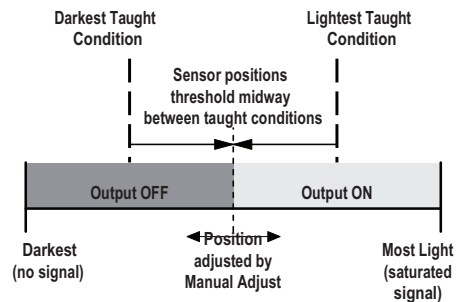 Darkest Taught
Condition
Lightest Taught
Condition
Sensor positions
threshold midway
between taught conditions
Output OFF
Output ON
Darkest
(no signal)
Position
adjusted by
Manual Adjust
Most Light
(saturated
signal)